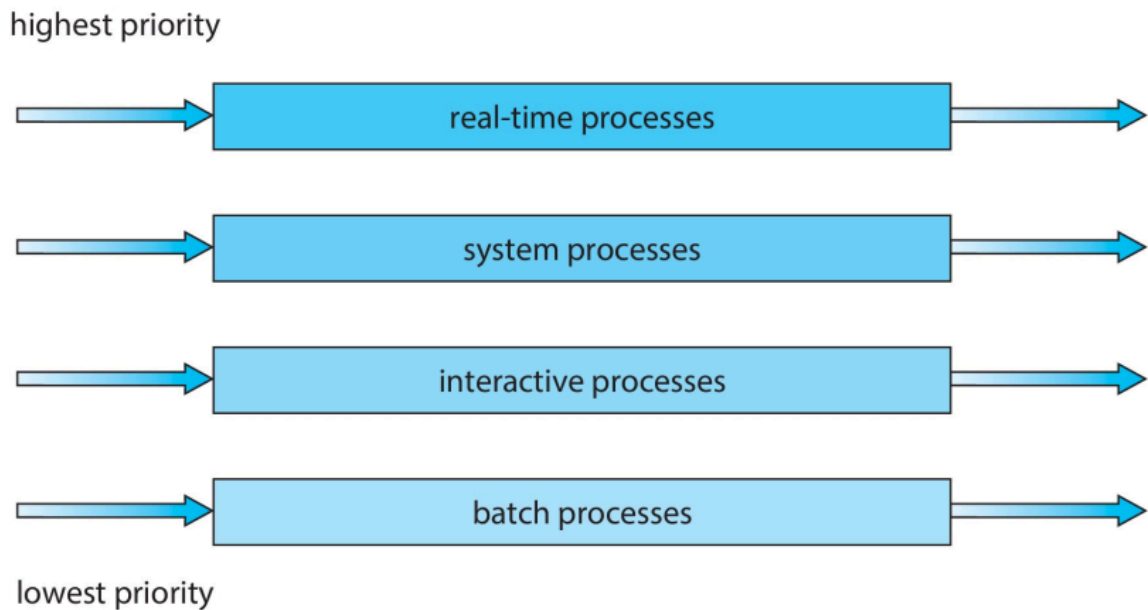 highest priority
real-time processes
system processes
interactive processes
batch processes
lowest priority